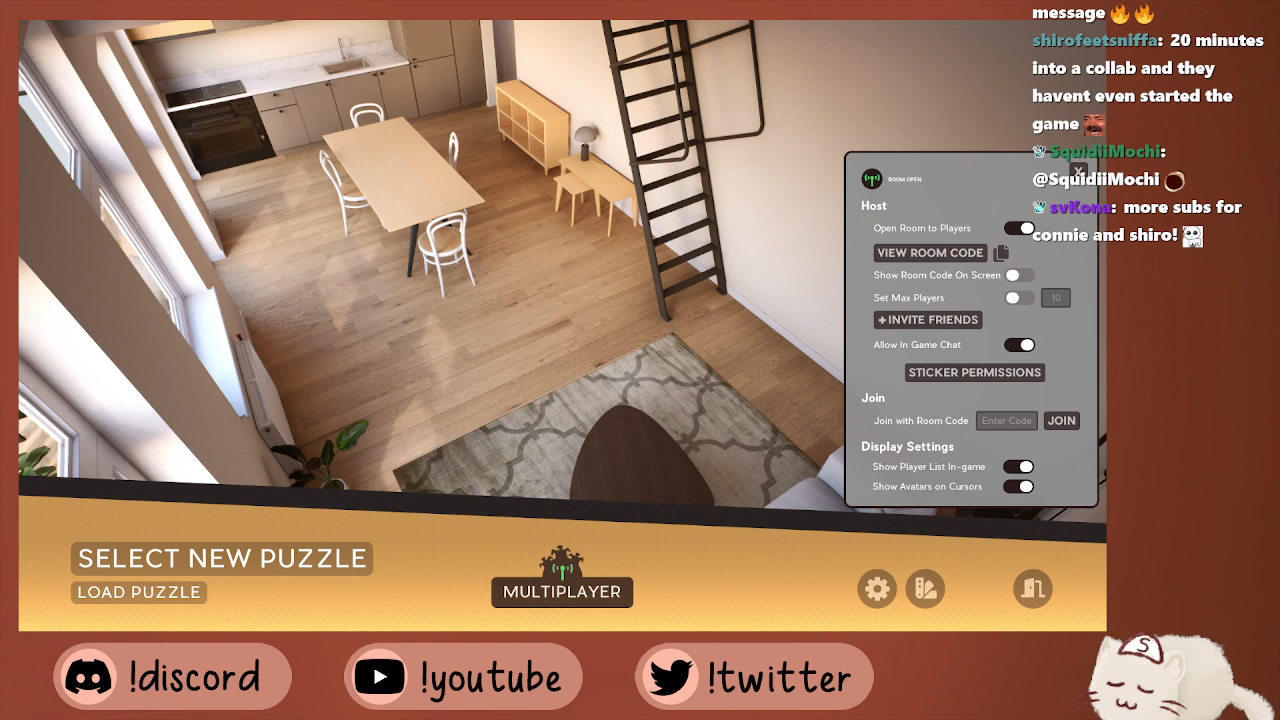 message
shirofeetsniffa: 20 minutes
into a collab and they
havent even started the
game
SquidiiMochi:
@SquidiiMochi
svKona: more subs for
connie and shiro!
X
ROOM OPEN
Host
Open Room to Players
VIEW ROOM CODE
Show Room Code On Screen
Set Max Players
10
+INVITE FRIENDS
Allow In Game Chat
STICKER PERMISSIONS
Join
Join with Room Code
Enter Code
JOIN
Display Settings
Show Player List In-game
Show Avatars on Cursors
SELECT NEW PUZZLE
LOAD PUZZLE
MULTIPLAYER
!discord
!youtube
!twitter
S